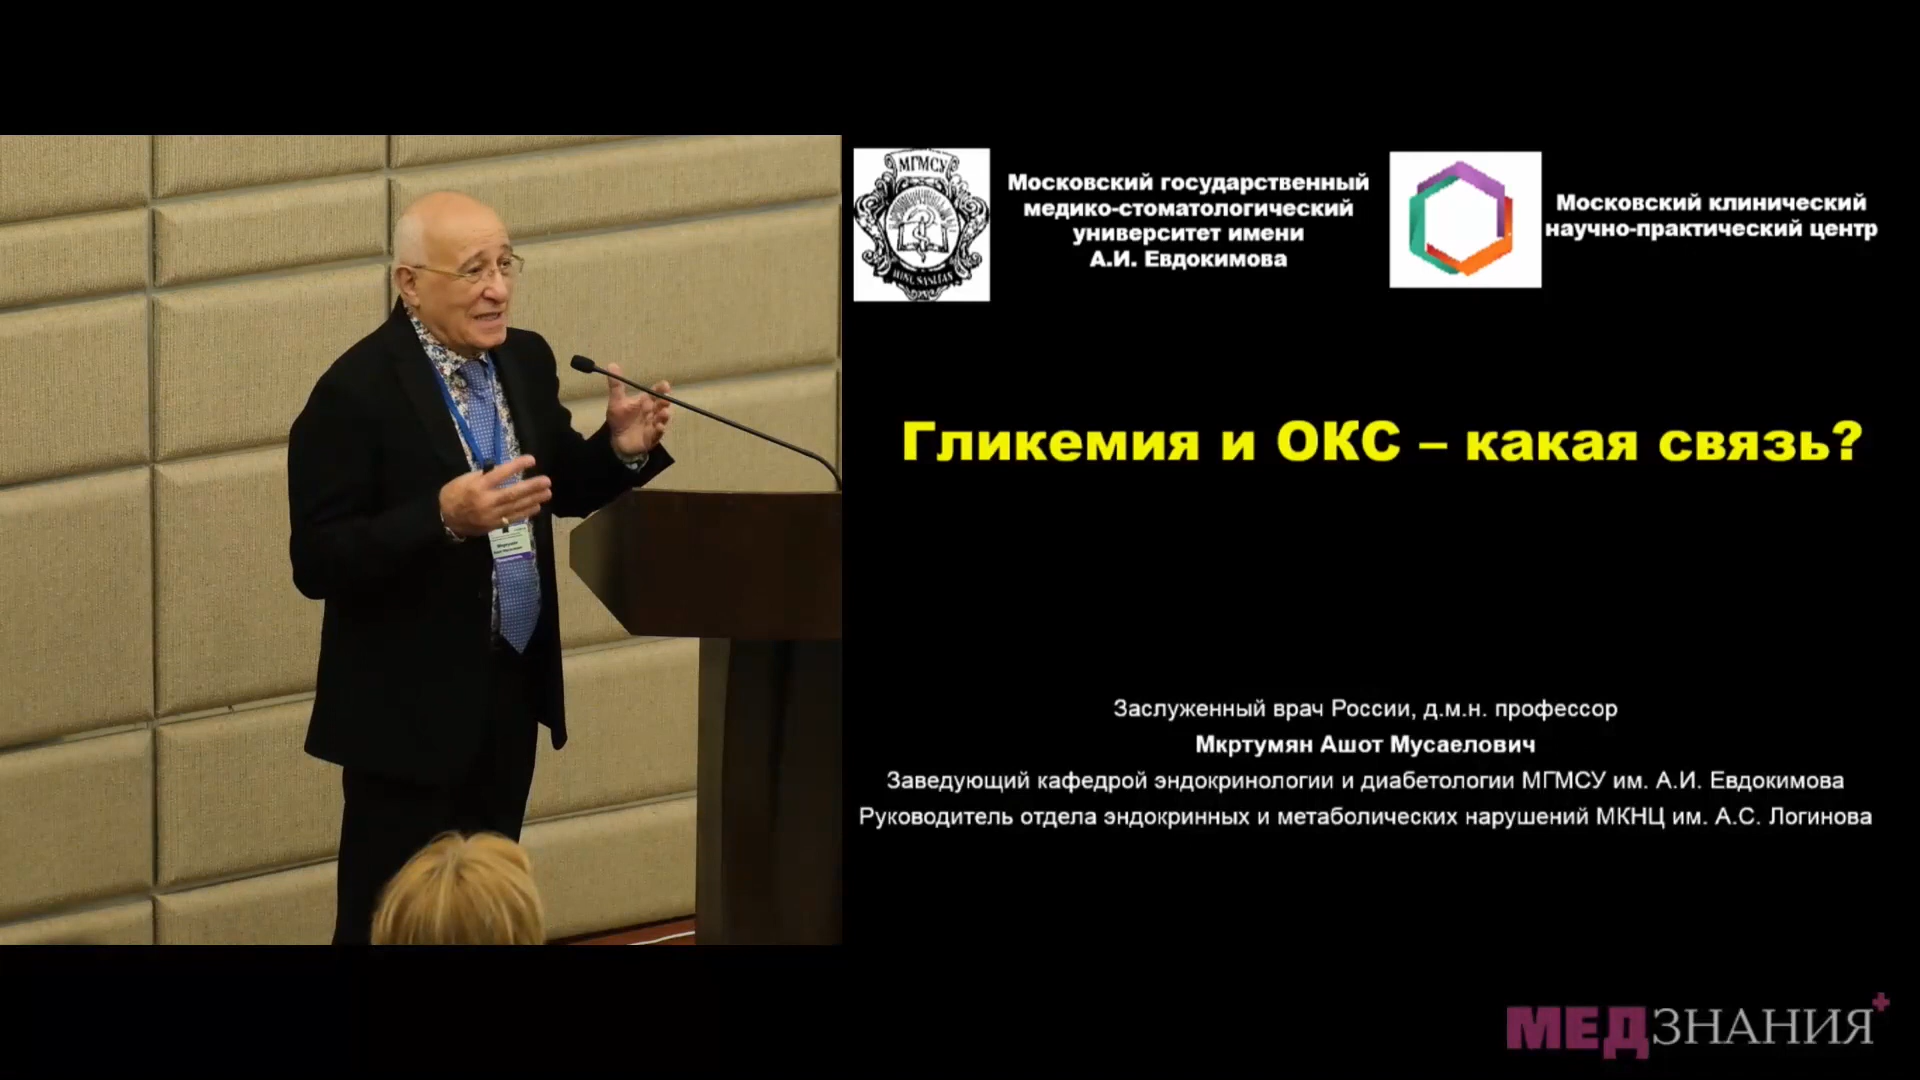 МГМСУ
Московский государственный
медико-стоматологический
университет имени
А.И. Евдокимова
Московский клинический
научно-практический центр
Гликемия и ОКС – какая связь?
Заслуженный врач России, д.м.н. профессор
Мкртумян Ашот Мусаелович
Заведующий кафедрой эндокринологии и диабетологии МГМСУ им. А.И. Евдокимова
Руководитель отдела эндокринных и метаболических нарушений МКНЦ им. А.С. Логинова
МЕДЗНАНИЯ+